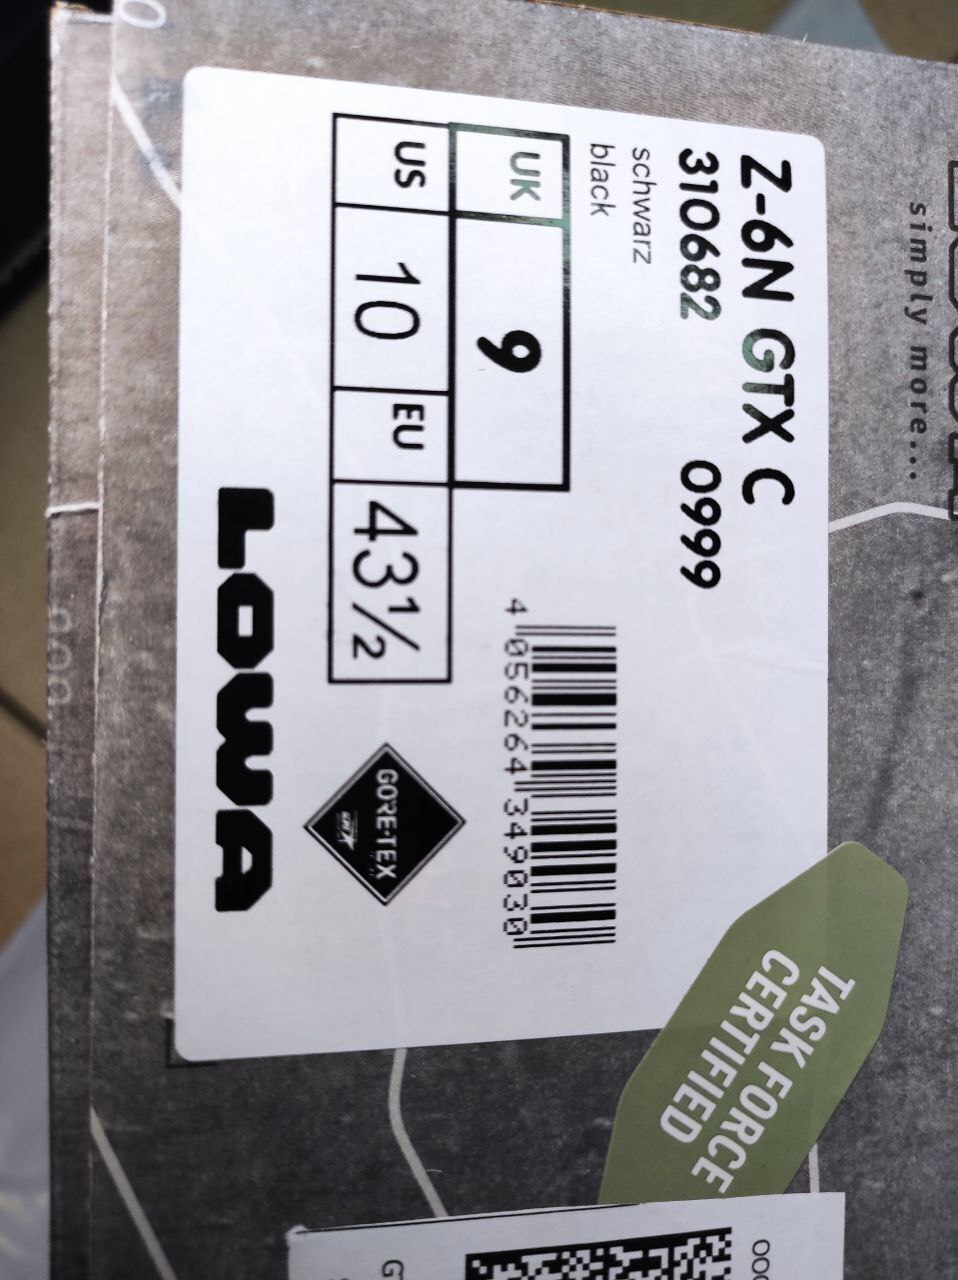 simply more...
Z-6N GTX C
310682 0999
schwarz
black
UK 9
US 10 EU 43½
4 056264 349030
GORE-TEX
LOWA
TASK FORCE
CERTIFIED